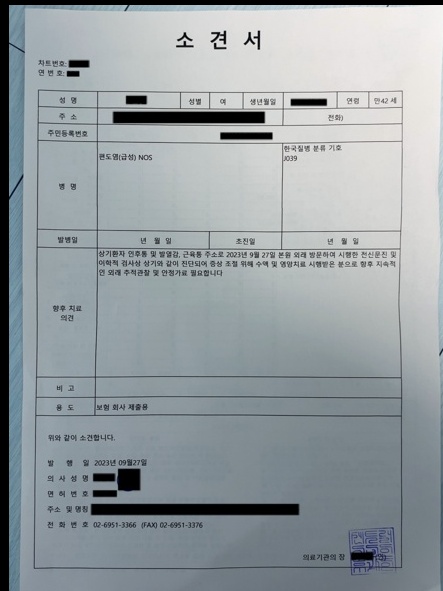 소 견 서
차트번호:
연 번 호:
성 명 성별 여 생년월일 연령 만42 세
주 소 전화)
주민등록번호
병 명
편도염(급성) NOS
한국질병 분류 기호
J039
발병일 년 월 일 초진일 년 월 일
향후 치료
의견
상기환자 인후통 및 발열감, 근육통 주소로 2023년 9월 27일 본원 외래 방문하여 시행한 전신문진 및
이학적 검사상 상기와 같이 진단되어 증상 조절 위해 수액 및 영양치료 시행받은 분으로 향후 지속적
인 외래 추적관찰 및 안정가료 필요합니다
비 고
용 도 보험 회사 제출용
위와 같이 소견합니다.
발 행 일 2023년 09월27일
의 사 성 명
면 허 번 호
주소 및 명칭
전 화 번 호 02-6951-3366 (FAX) 02-6951-3376
의료기관의 장